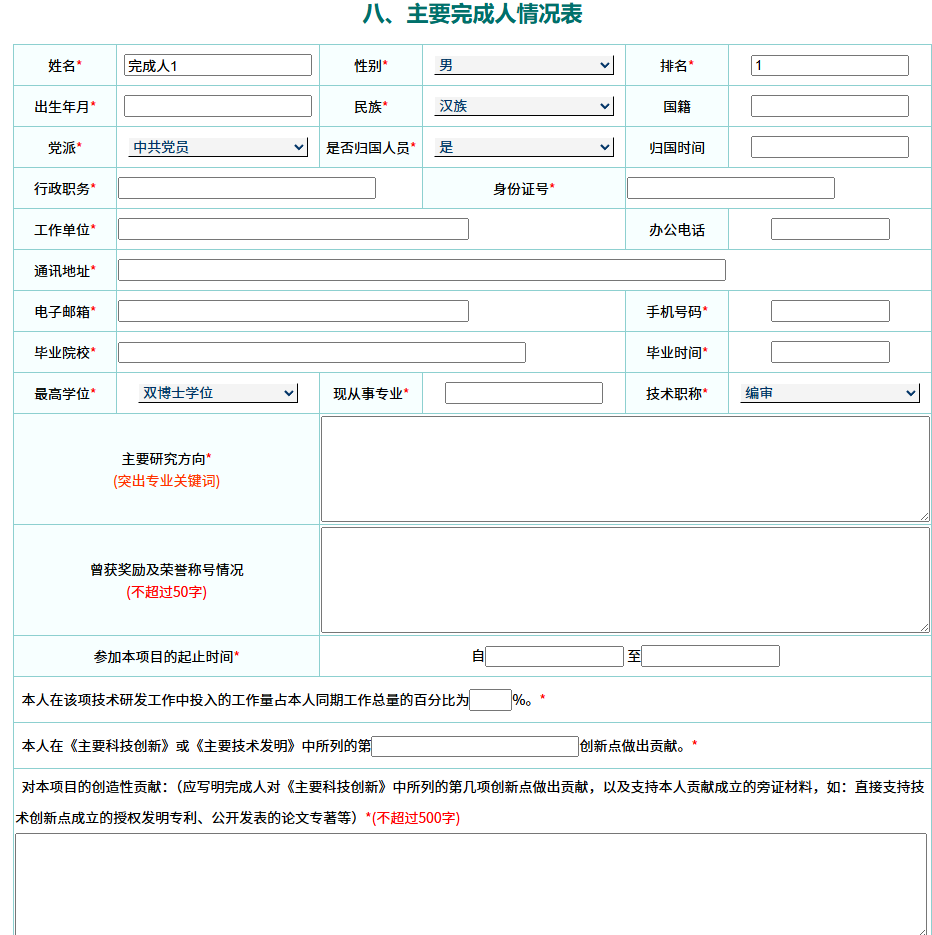 八、主要完成人情况表
姓名* 完成人1 性别* 男 排名* 1
出生年月* 民族* 汉族 国籍
党派* 中共党员 是否归国人员* 是 归国时间
行政职务* 身份证号*
工作单位* 办公电话
通讯地址*
电子邮箱* 手机号码*
毕业院校* 毕业时间*
最高学位* 双博士学位 现从事专业* 技术职称* 编审
主要研究方向*
(突出专业关键词)
曾获奖励及荣誉称号情况
(不超过50字)
参加本项目的起止时间* 自 至
本人在该项技术研发工作中投入的工作量占本人同期工作总量的百分比为 %。*
本人在《主要科技创新》或《主要技术发明》中所列的第 创新点做出贡献。*
对本项目的创造性贡献：（应写明完成人对《主要科技创新》中所列的第几项创新点做出贡献，以及支持本人贡献成立的旁证材料，如：直接支持技
术创新点成立的授权发明专利、公开发表的论文专著等）*(不超过500字)